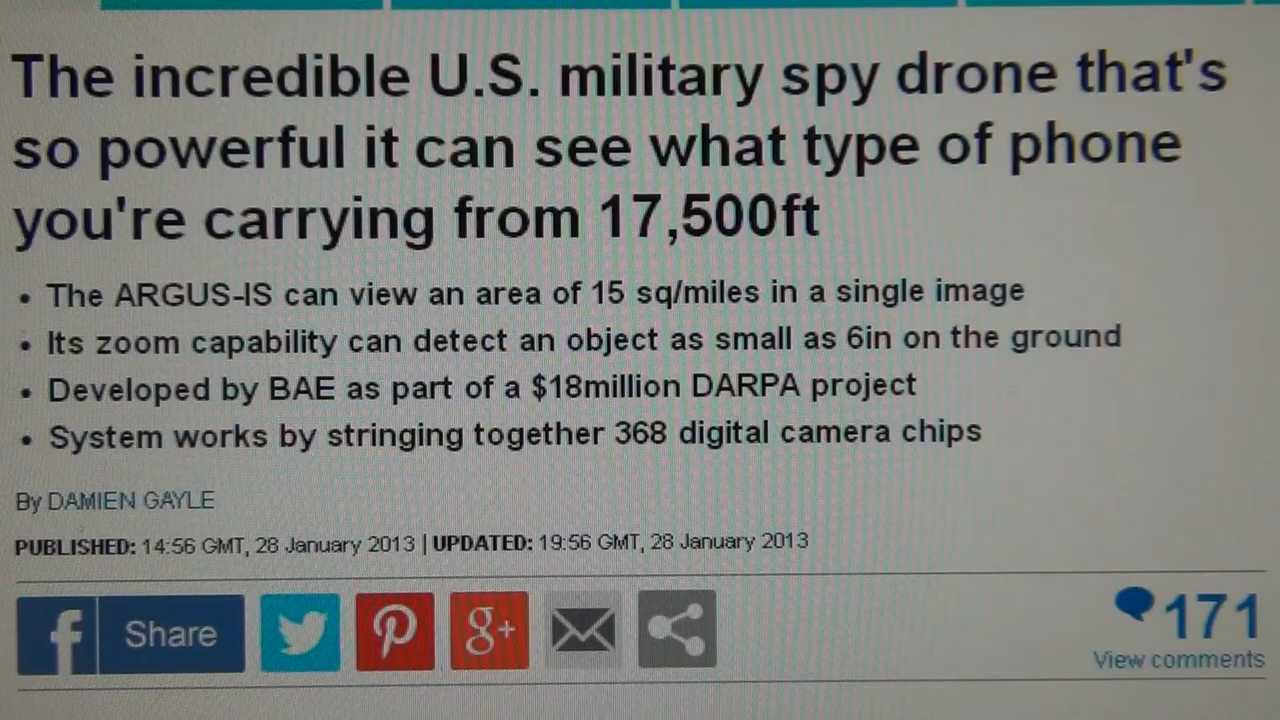 The incredible U.S. military spy drone that's
so powerful it can see what type of phone
you're carrying from 17,500ft
• The ARGUS-IS can view an area of 15 sq/miles in a single image
• Its zoom capability can detect an object as small as 6in on the ground
• Developed by BAE as part of a $18million DARPA project
• System works by stringing together 368 digital camera chips
By DAMIEN GAYLE
PUBLISHED: 14:56 GMT, 28 January 2013 | UPDATED: 19:56 GMT, 28 January 2013
f Share g+ 171
View comments